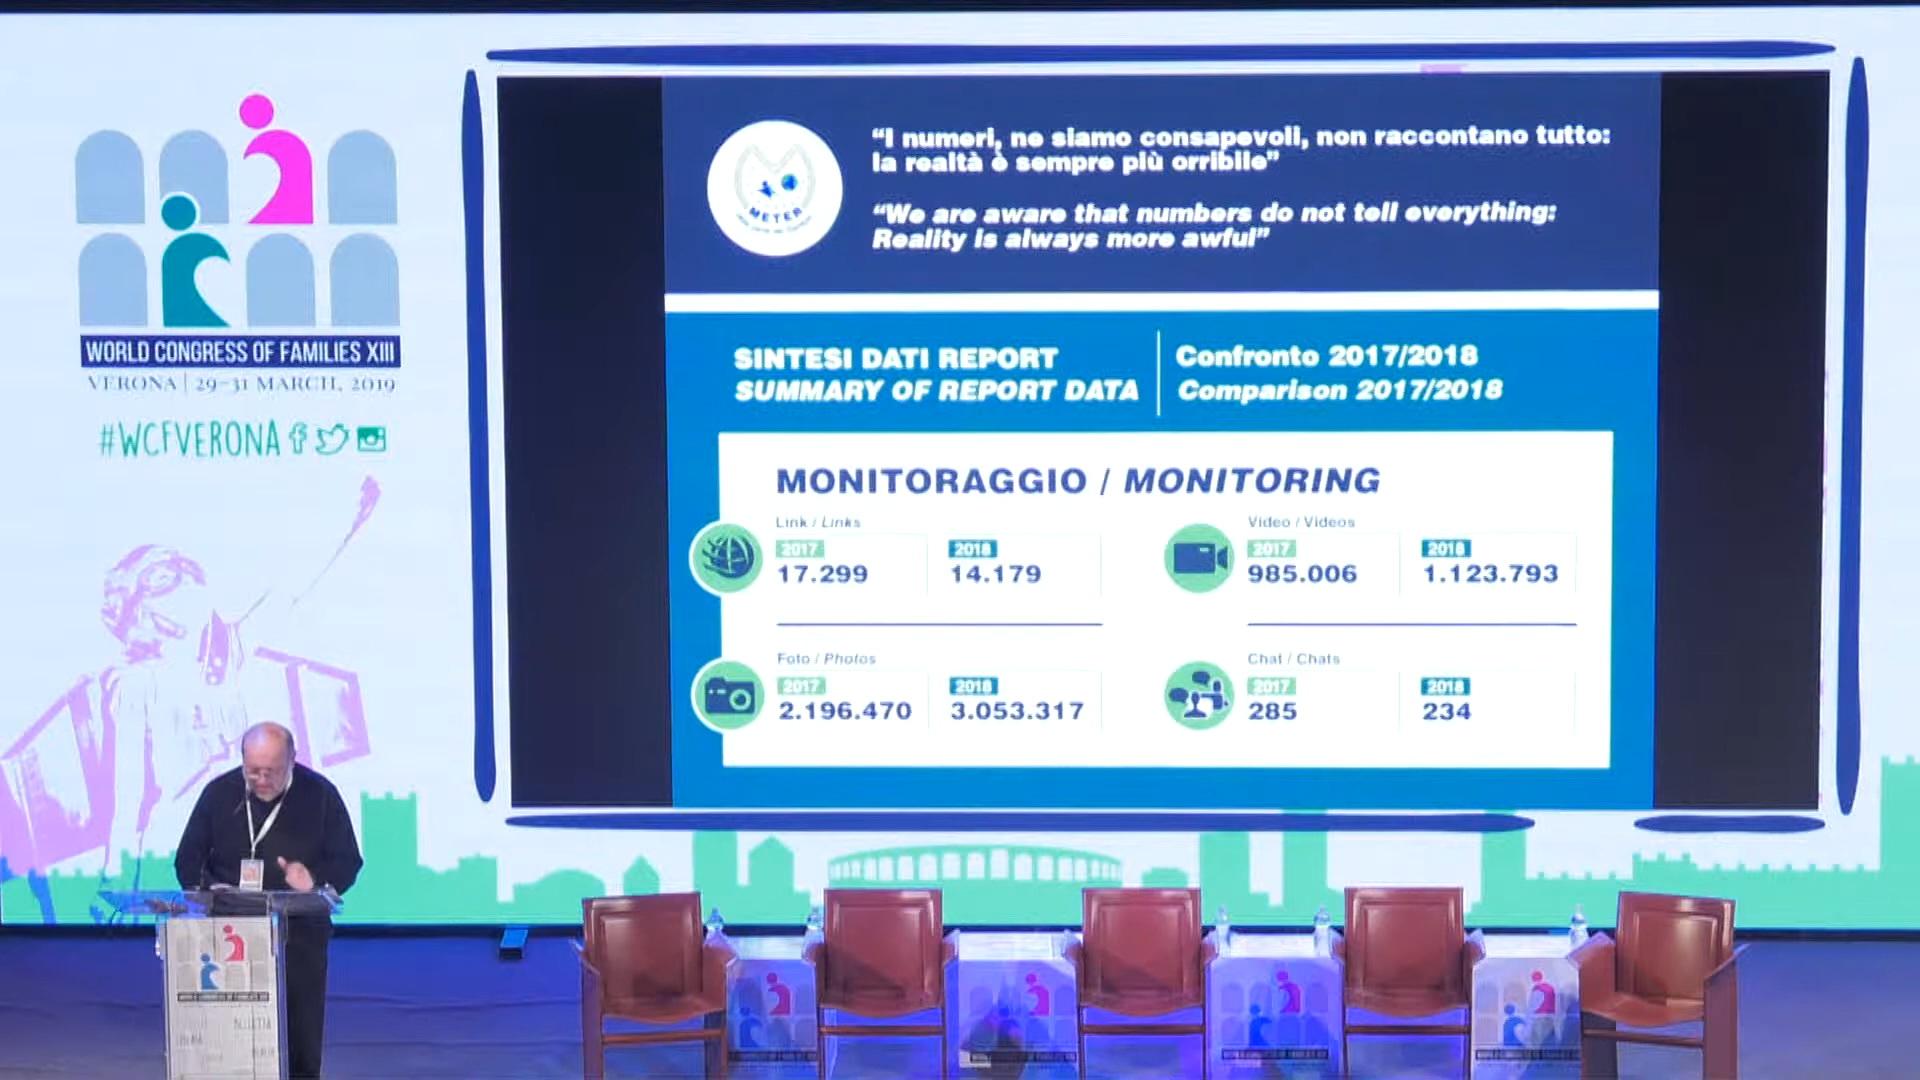 WORLD CONGRESS OF FAMILIES XIII
VERONA | 29-31 MARCH, 2019
#WCFVERONA
METER
“I numeri, ne siamo consapevoli, non raccontano tutto:
la realtà è sempre più orribile”
“We are aware that numbers do not tell everything:
Reality is always more awful”
SINTESI DATI REPORT
SUMMARY OF REPORT DATA
Confronto 2017/2018
Comparison 2017/2018
MONITORAGGIO / MONITORING
Link / Links
2017
17.299
2018
14.179
Video / Videos
2017
985.006
2018
1.123.793
Foto / Photos
2017
2.196.470
2018
3.053.317
Chat / Chats
2017
285
2018
234